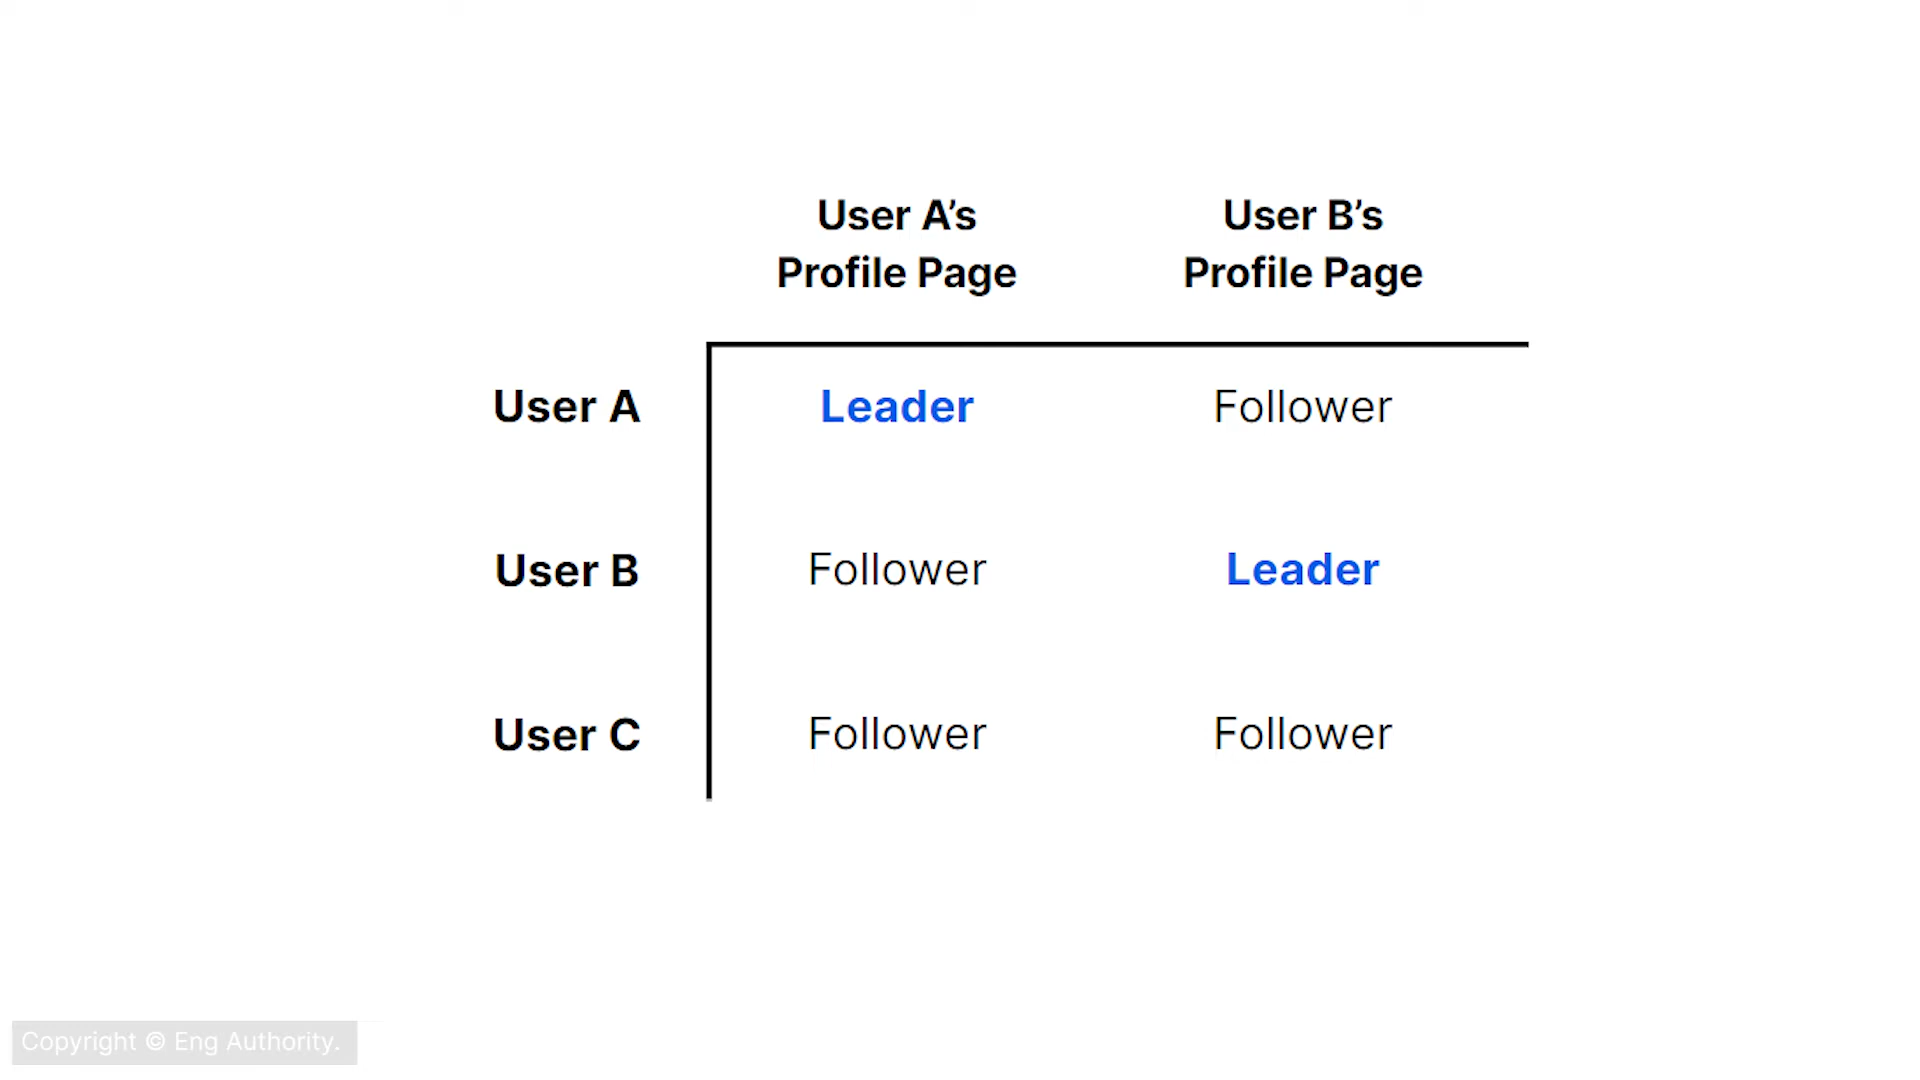 User A’s User B’s
Profile Page Profile Page
User A Leader Follower
User B Follower Leader
User C Follower Follower
Copyright © Eng Authority.